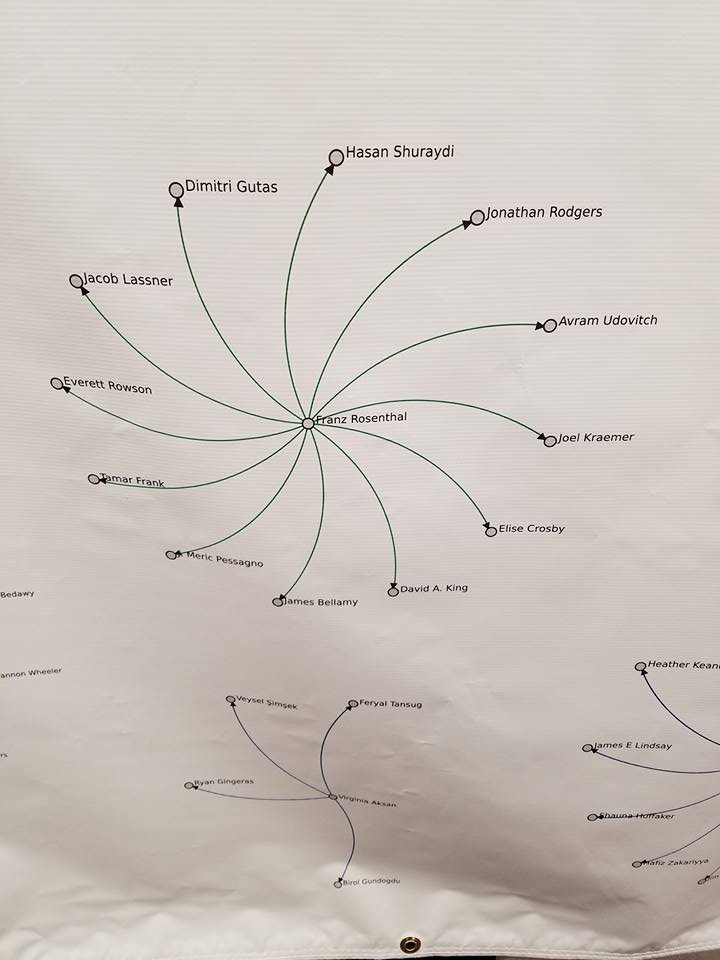 Hasan Shuraydi
Dimitri Gutas
Jonathan Rodgers
Jacob Lassner
Avram Udovitch
Everett Rowson
Franz Rosenthal
Joel Kraemer
Tamar Frank
Elise Crosby
Meric Pessagno
David A. King
James Bellamy
Bedawy
annon Wheeler
Heather Kean
Veysel Şimşek
Feryal Tansug
James E Lindsay
rs
Ryan Gingeras
Virginia Aksan
Shauna Huffaker
Hafiz Zakariyya
Birol Gundogdu